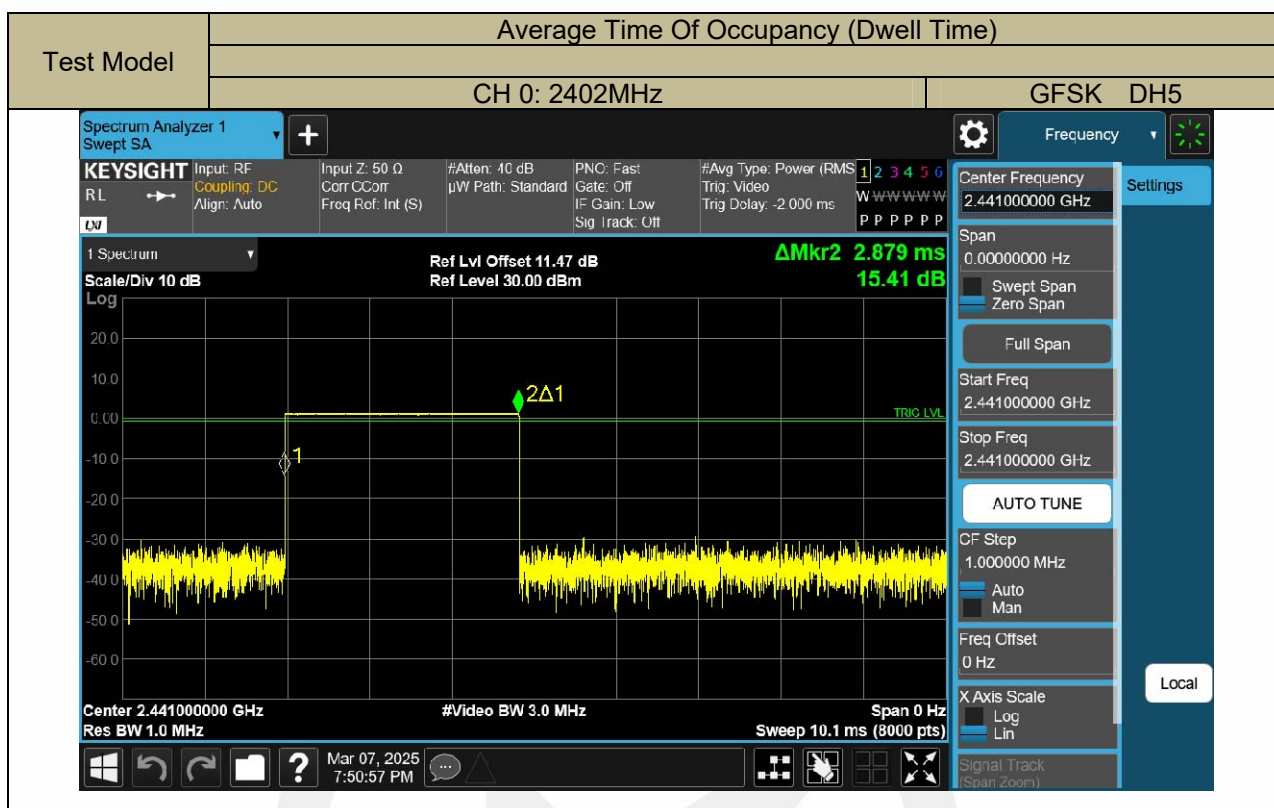 Average Time Of Occupancy (Dwell Time)
Test Model
CH 0: 2402MHz
GFSK DH5
Spectrum Analyzer 1
Swept SA
Frequency
KEYSIGHT
RL
LXI
Input: RF
Coupling: DC
Align: Auto
Input Z: 50 Ω
Corr CCorr
Freq Ref: Int (S)
#Atten: 40 dB
µW Path: Standard
PNO: Fast
Gate: Off
IF Gain: Low
Sig Track: Off
#Avg Type: Power (RMS
Trig: Video
Trig Delay: -2.000 ms
1 2 3 4 5 6
W W W W W W
P P P P P P
Center Frequency
2.441000000 GHz
Settings
Span
0.00000000 Hz
Swept Span
Zero Span
Full Span
Start Freq
2.441000000 GHz
Stop Freq
2.441000000 GHz
AUTO TUNE
CF Step
1.000000 MHz
Auto
Man
Freq Offset
0 Hz
X Axis Scale
Log
Lin
Local
Signal Track
(Span Zoom)
1 Spectrum
Ref Lvl Offset 11.47 dB
ΔMkr2 2.879 ms
Scale/Div 10 dB
Ref Level 30.00 dBm
15.41 dB
Log
20.0
10.0
0.00
-10.0
-20.0
-30.0
-40.0
-50.0
-60.0
2Δ1
1
TRIG LVL
Center 2.441000000 GHz
#Video BW 3.0 MHz
Span 0 Hz
Res BW 1.0 MHz
Sweep 10.1 ms (8000 pts)
?
Mar 07, 2025
7:50:57 PM